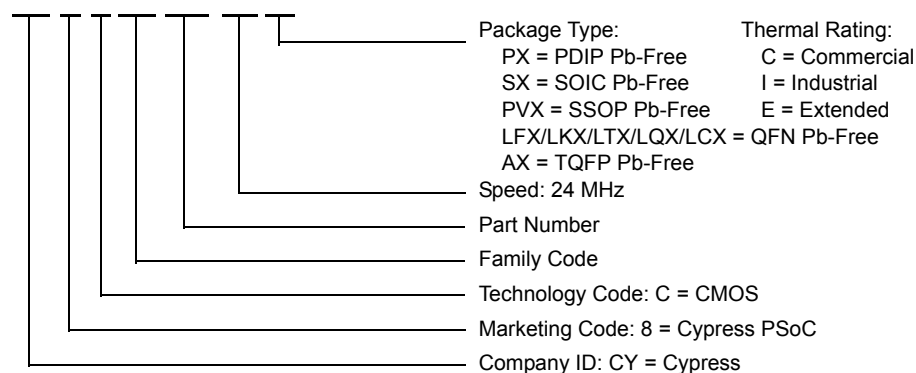 Package Type: Thermal Rating:
PX = PDIP Pb-Free C = Commercial
SX = SOIC Pb-Free I = Industrial
PVX = SSOP Pb-Free E = Extended
LFX/LKX/LTX/LQX/LCX = QFN Pb-Free
AX = TQFP Pb-Free
Speed: 24 MHz
Part Number
Family Code
Technology Code: C = CMOS
Marketing Code: 8 = Cypress PSoC
Company ID: CY = Cypress